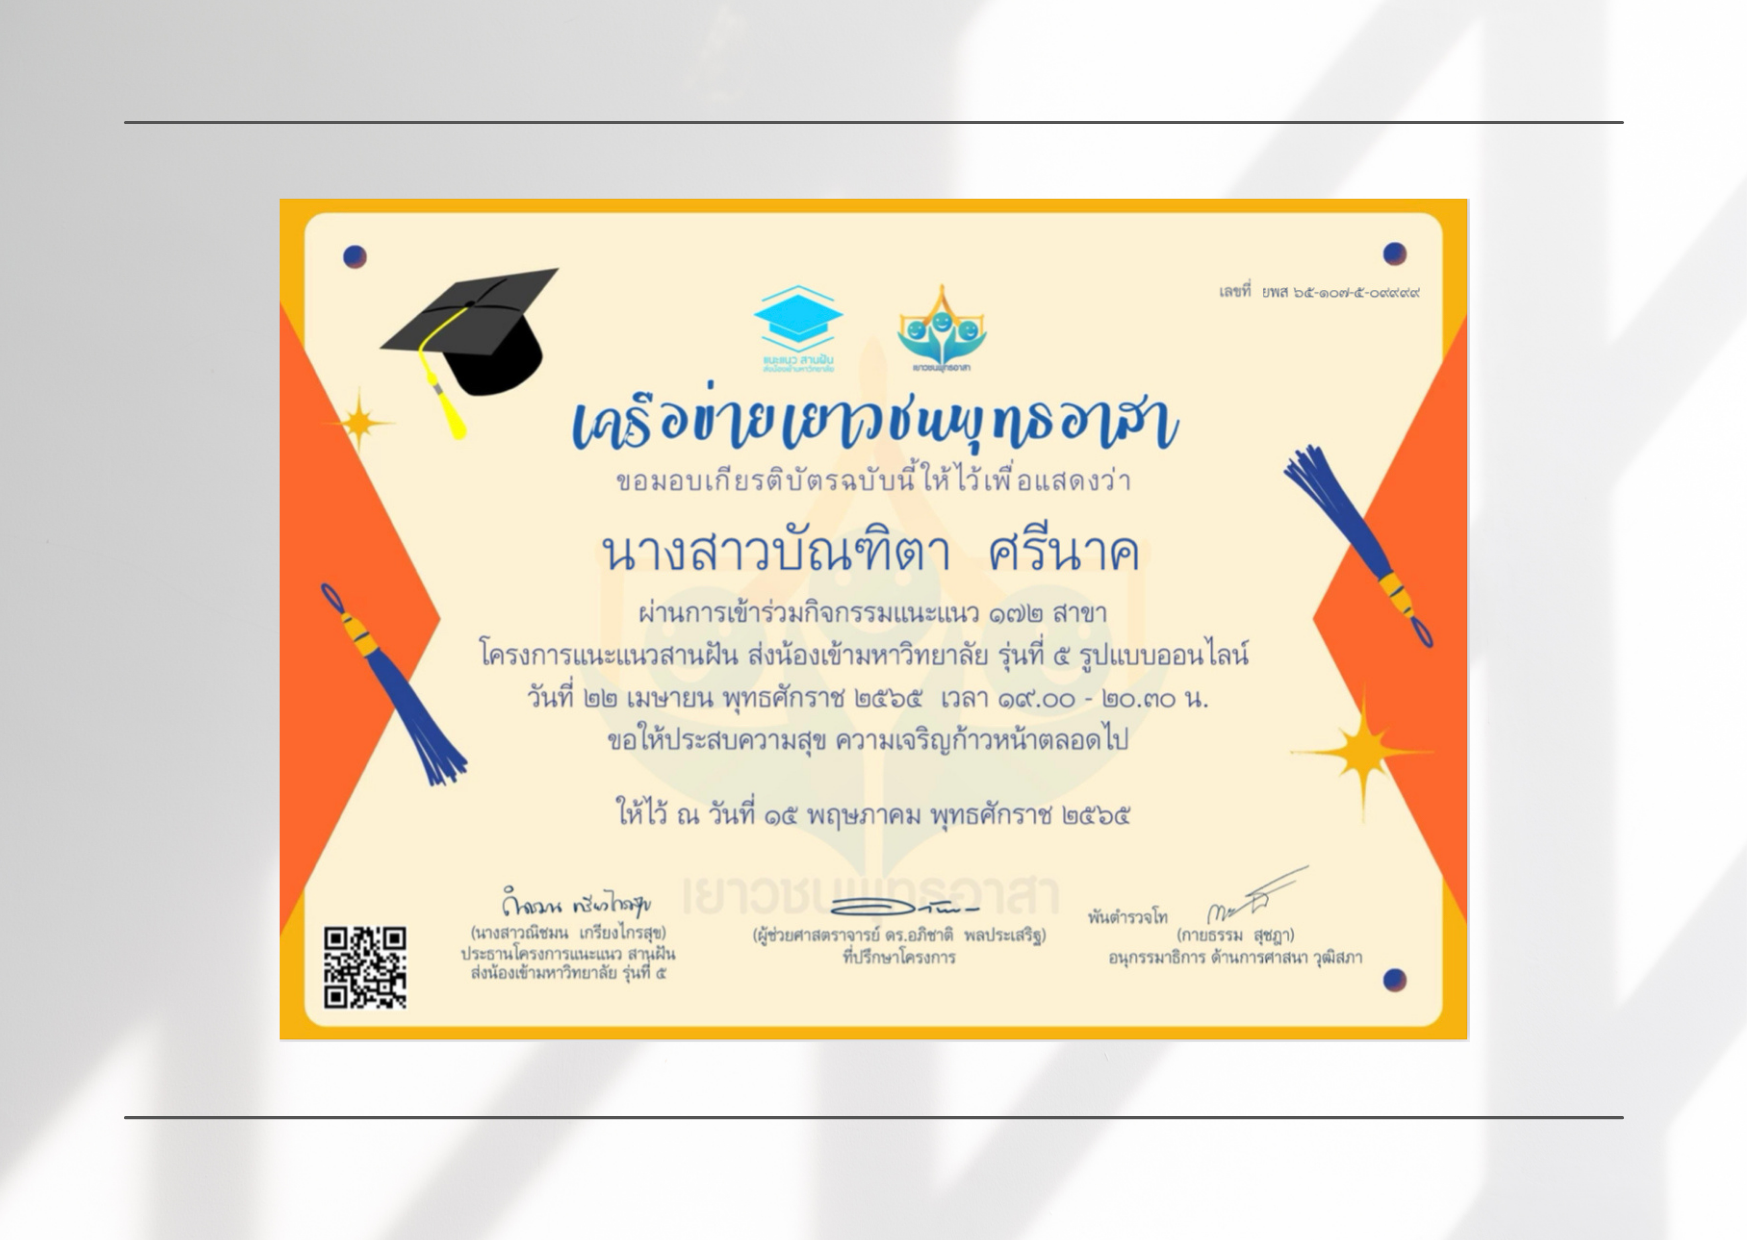 เลขที่ ยพส ๖๕-๑๐๗-๕-๐๙๙๙๙
แนะแนว สานฝัน
ส่งน้องเข้ามหาวิทยาลัย
เยาวชนพุทธอาสา
เครือข่ายเยาวชนพุทธอาสา
ขอมอบเกียรติบัตรฉบับนี้ให้ไว้เพื่อแสดงว่า
นางสาวบัณฑิตา ศรีนาค
ผ่านการเข้าร่วมกิจกรรมแนะแนว ๑๗๒ สาขา
โครงการแนะแนวสานฝัน ส่งน้องเข้ามหาวิทยาลัย รุ่นที่ ๕ รูปแบบออนไลน์
วันที่ ๒๒ เมษายน พุทธศักราช ๒๕๖๕ เวลา ๑๙.๐๐ - ๒๐.๓๐ น.
ขอให้ประสบความสุข ความเจริญก้าวหน้าตลอดไป
ให้ไว้ ณ วันที่ ๑๕ พฤษภาคม พุทธศักราช ๒๕๖๕
เยาวชนพุทธอาสา
(นางสาวณิชมน เกรียงไกรสุข)
ประธานโครงการแนะแนว สานฝัน
ส่งน้องเข้ามหาวิทยาลัย รุ่นที่ ๕
(ผู้ช่วยศาสตราจารย์ ดร.อภิชาติ พลประเสริฐ)
ที่ปรึกษาโครงการ
พันตำรวจโท
(กายธรรม สุชฎา)
อนุกรรมาธิการ ด้านการศาสนา วุฒิสภา